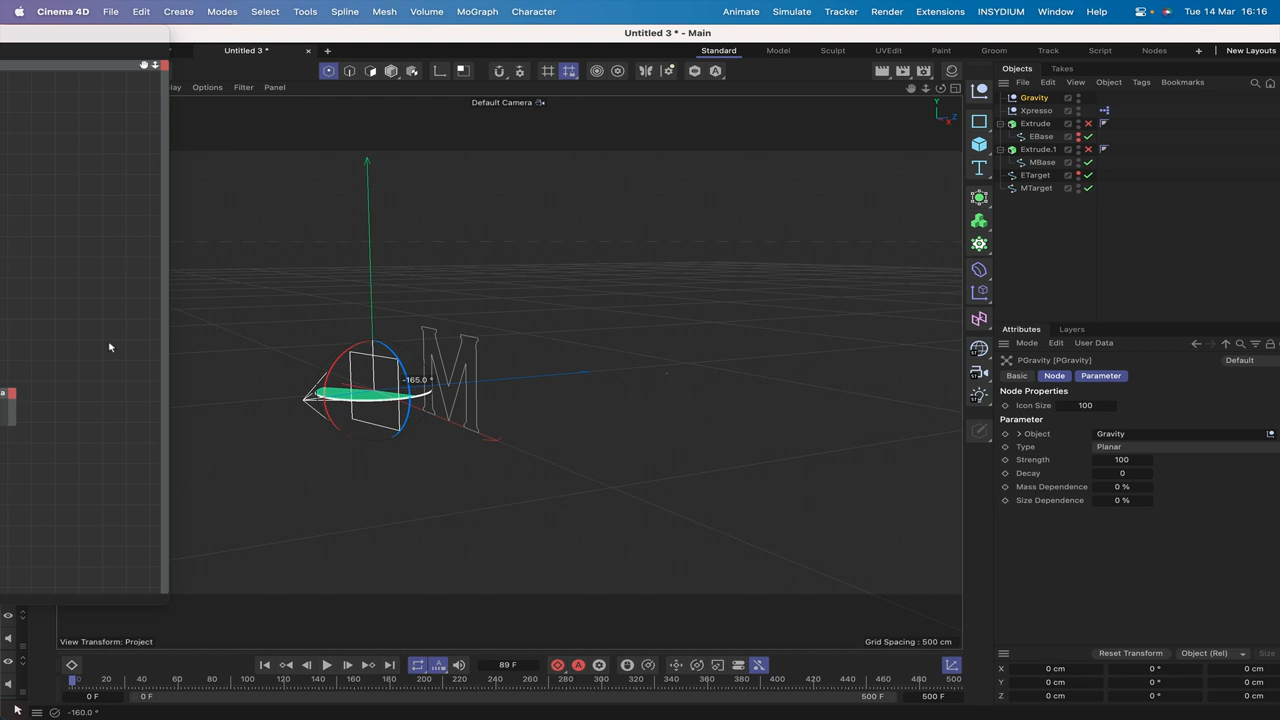 Cinema 4D File Edit Create Modes Select Tools Spline Mesh Volume MoGraph Character Animate Simulate Tracker Render Extensions INSYDIUM Window Help Tue 14 Mar 16:16
Untitled 3 * - Main
Untitled 3 * Standard Model Sculpt UVEdit Paint Groom Track Script Nodes New Layouts
Objects Takes
File Edit View Object Tags Bookmarks
Options Filter Panel
Default Camera
Y
Z
X
Gravity
Xpresso
Extrude
EBase
Extrude.1
MBase
ETarget
MTarget
-165.0 °
Attributes Layers
Mode Edit User Data
PGravity [PGravity] Default
Basic Node Parameter
Node Properties
Icon Size 100
Parameter
> Object Gravity
Type Planar
Strength 100
Decay 0
Mass Dependence 0 %
Size Dependence 0 %
View Transform: Project Grid Spacing : 500 cm
89 F
0 20 40 60 80 100 120 140 160 180 200 220 240 260 280 300 320 340 360 380 400 420 440 460 480 500
0 F 0 F 500 F 500 F
Reset Transform Object (Rel) Size
X 0 cm 0 ° 0 cm
Y 0 cm 0 ° 0 cm
Z 0 cm 0 ° 0 cm
-160.0 °